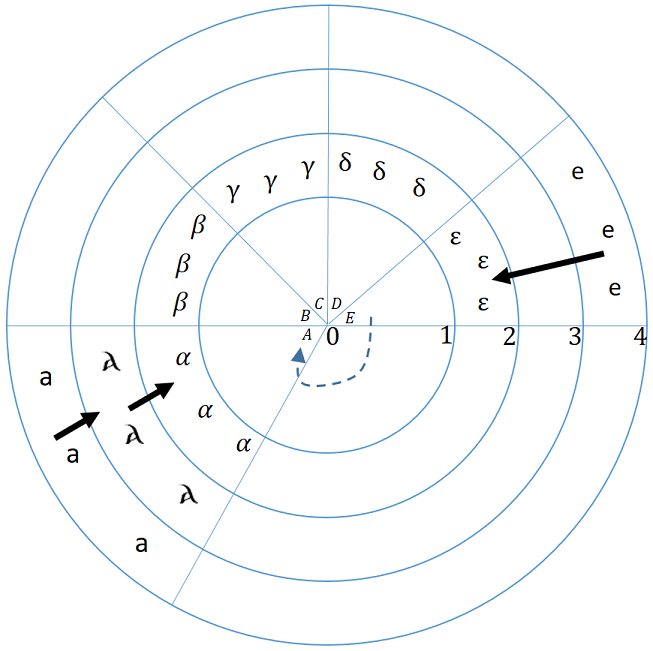 γ γ γ δ δ δ e
β ε e
β ε
β C D ε e
B E
A 0 1 2 3 4
a ⲁ α
α
a ⲁ α
ⲁ
a